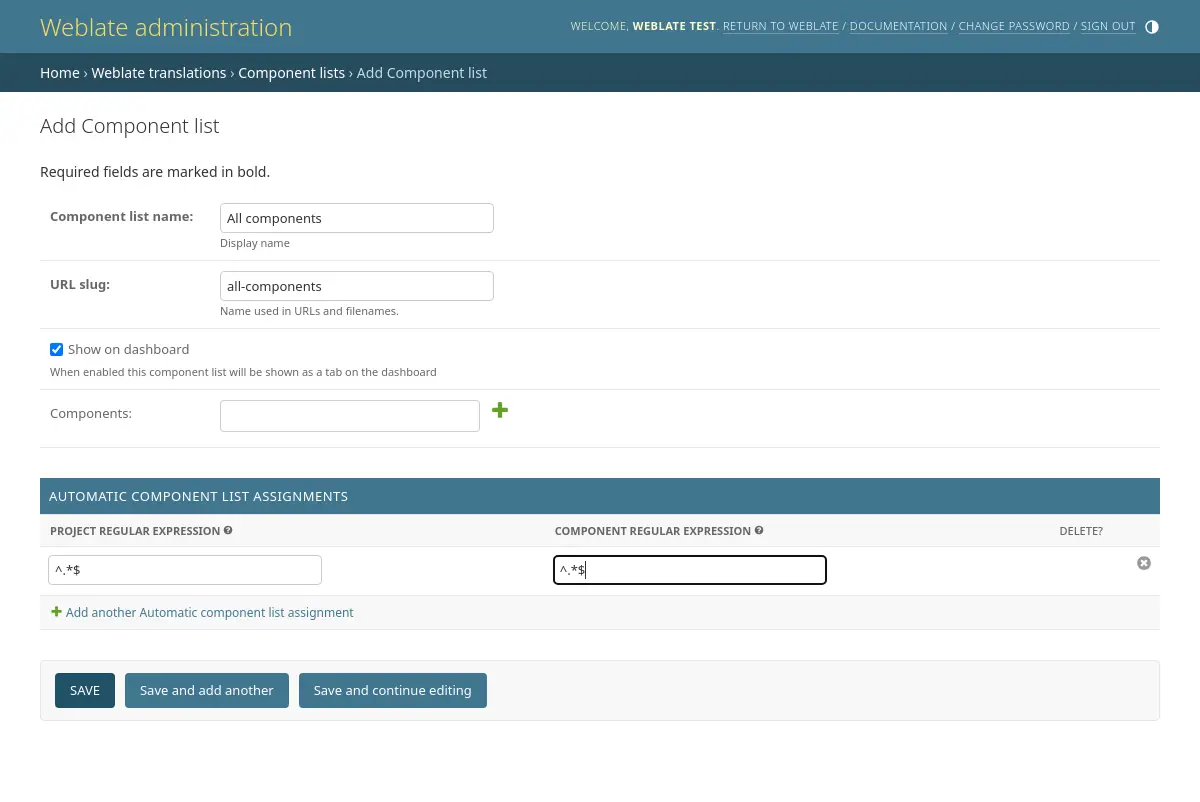 Weblate administration
WELCOME, WEBLATE TEST. RETURN TO WEBLATE / DOCUMENTATION / CHANGE PASSWORD / SIGN OUT
Home › Weblate translations › Component lists › Add Component list
Add Component list
Required fields are marked in bold.
Component list name: All components
Display name
URL slug: all-components
Name used in URLs and filenames.
Show on dashboard
When enabled this component list will be shown as a tab on the dashboard
Components:
AUTOMATIC COMPONENT LIST ASSIGNMENTS
PROJECT REGULAR EXPRESSION ? COMPONENT REGULAR EXPRESSION ? DELETE?
^.*$ ^.*$
Add another Automatic component list assignment
SAVE Save and add another Save and continue editing